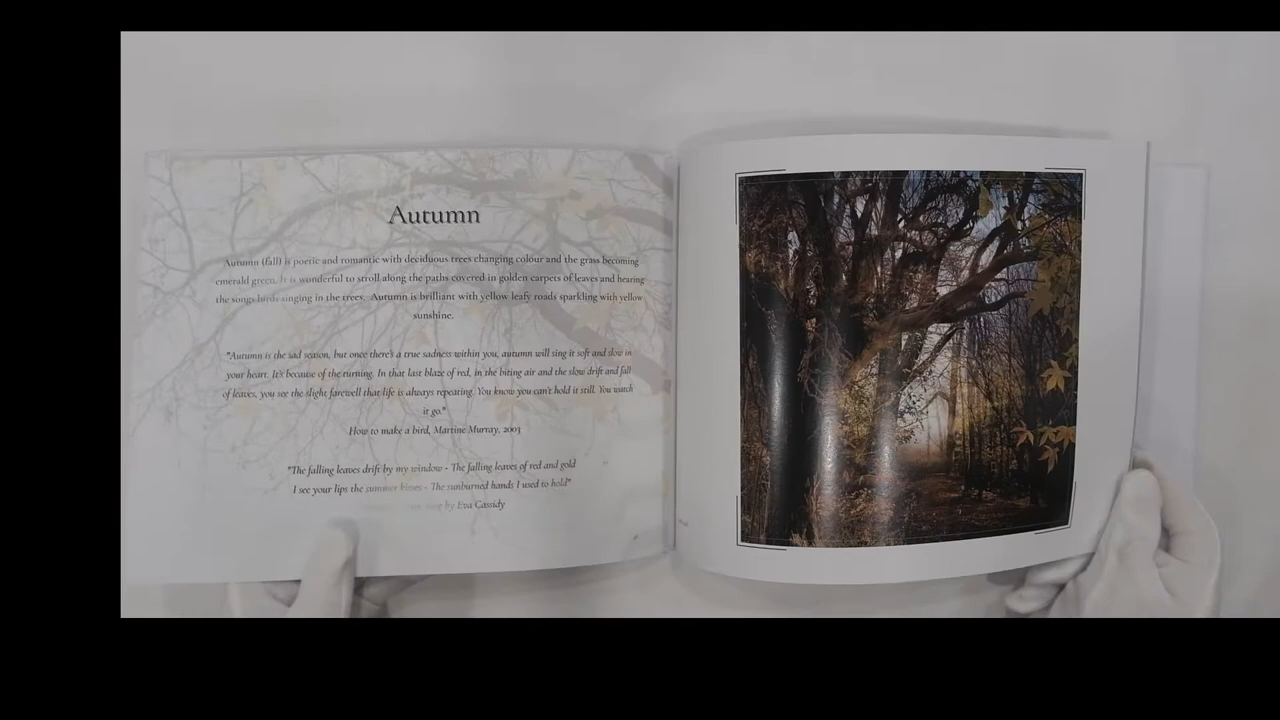 Autumn
Autumn (fall) is poetic and romantic with deciduous trees changing colour and the grass becoming
emerald green. It is wonderful to stroll along the paths covered in golden carpets of leaves and hearing
the songs birds singing in the trees. Autumn is brilliant with yellow leafy roads sparkling with yellow
sunshine.
"Autumn is the sad season, but once there's a true sadness within you, autumn will sing it soft and slow in
your heart. It's because of the turning. In that last blaze of red, in the biting air and the slow drift and fall
of leaves, you see the slight farewell that life is always repeating. You know you can't hold it still. You watch
it go."
How to make a bird, Martine Murray, 2003
"The falling leaves drift by my window - The falling leaves of red and gold
I see your lips the summer kisses - The sunburned hands I used to hold"
by Eva Cassidy